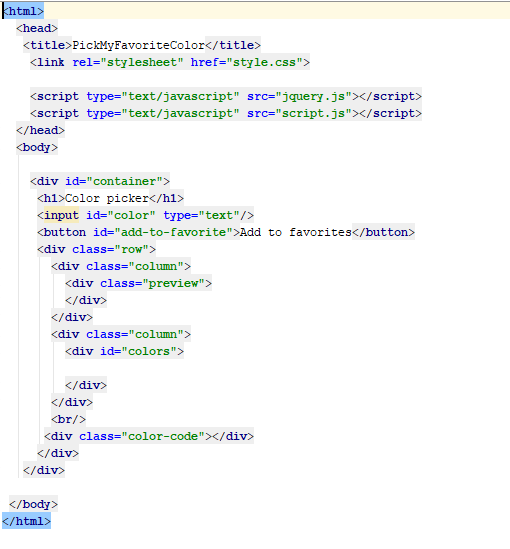 <html>
<head>
<title>PickMyFavoriteColor</title>
<link rel="stylesheet" href="style.css">
<script type="text/javascript" src="jquery.js"></script>
<script type="text/javascript" src="script.js"></script>
</head>
<body>
<div id="container">
<h1>Color picker</h1>
<input id="color" type="text"/>
<button id="add-to-favorite">Add to favorites</button>
<div class="row">
<div class="column">
<div class="preview">
</div>
</div>
<div class="column">
<div id="colors">
</div>
</div>
<br/>
<div class="color-code"></div>
</div>
</div>
</body>
</html>